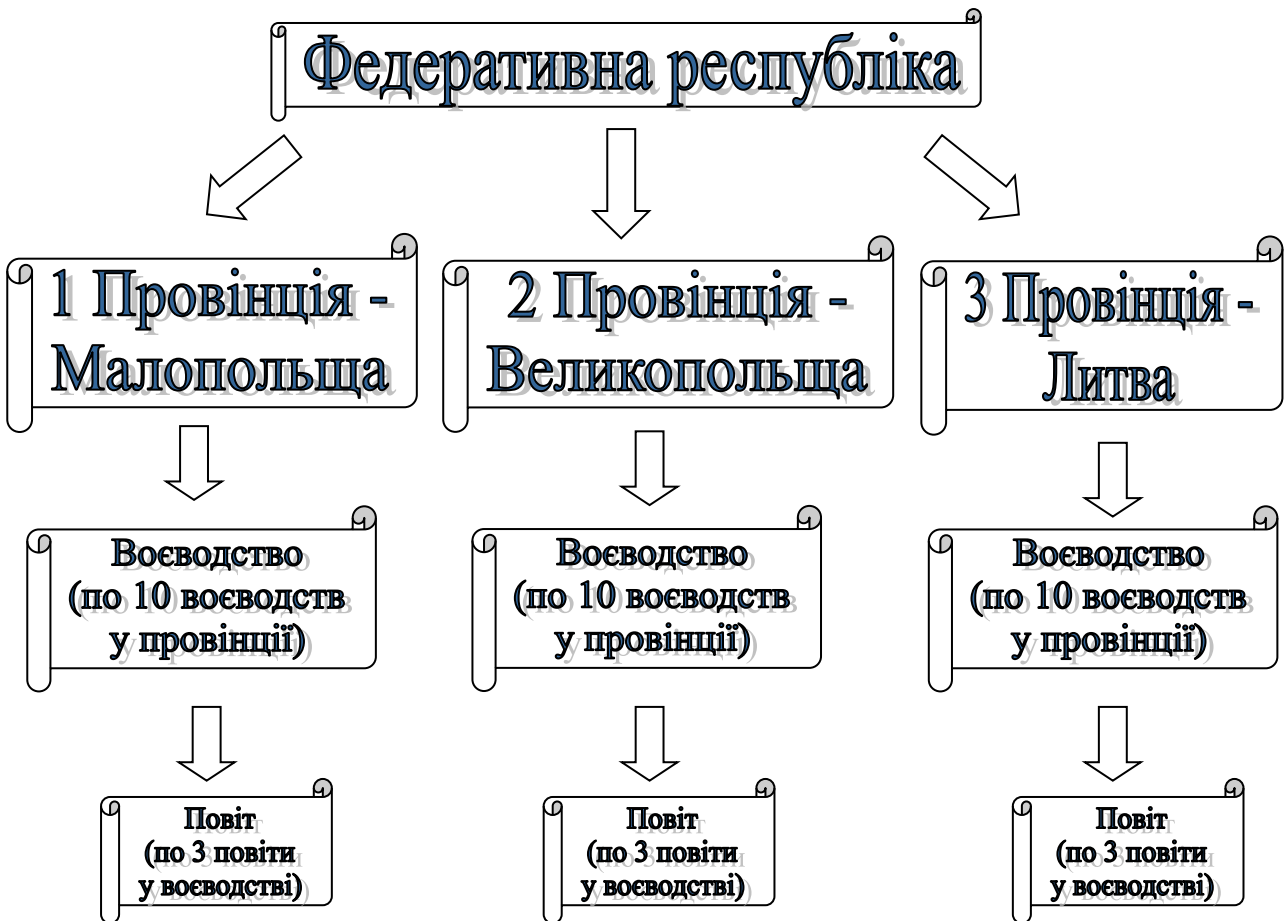 Федеративна республіка
1 Провінція -
Малопольща
2 Провінція -
Великопольща
3 Провінція -
Литва
Воєводство
(по 10 воєводств
у провінції)
Воєводство
(по 10 воєводств
у провінції)
Воєводство
(по 10 воєводств
у провінції)
Повіт
(по 3 повіти
у воєводстві)
Повіт
(по 3 повіти
у воєводстві)
Повіт
(по 3 повіти
у воєводстві)